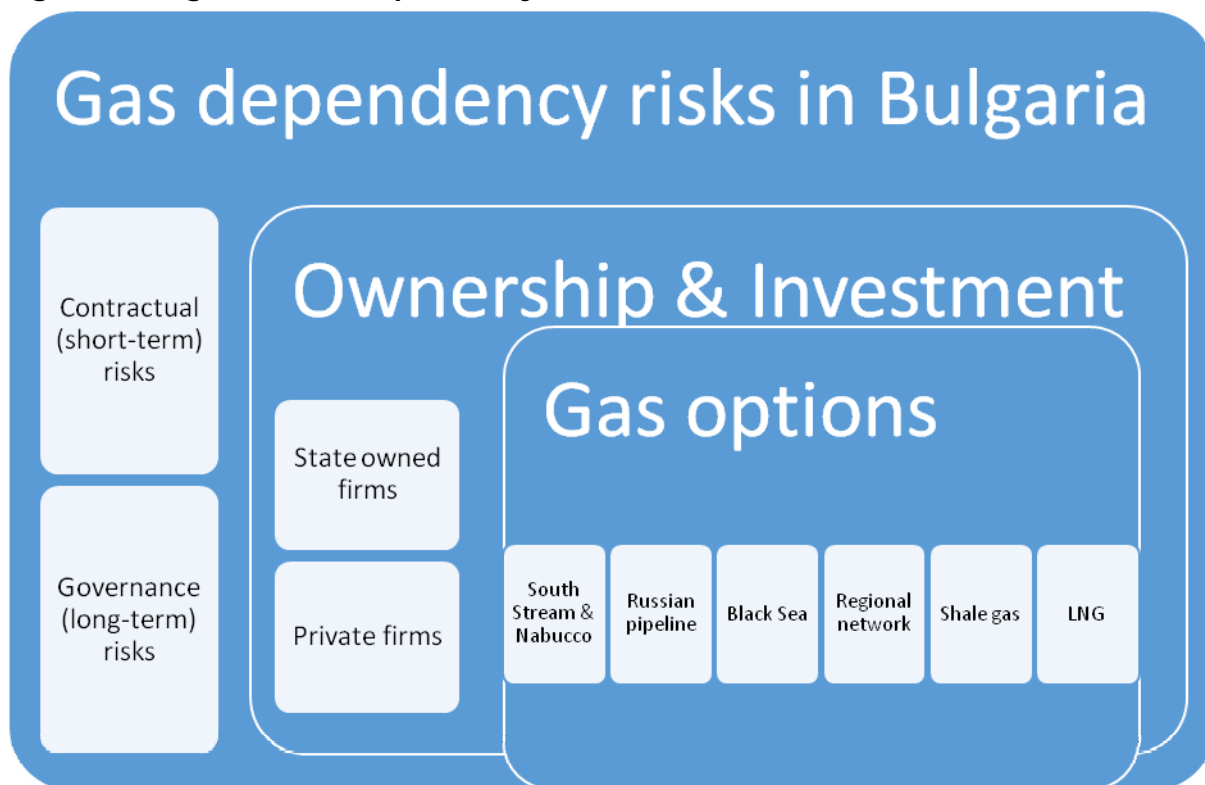 Gas dependency risks in Bulgaria
Contractual
(short-term)
risks
Governance
(long-term)
risks
Ownership & Investment
State owned
firms
Private firms
Gas options
South
Stream &
Nabucco
Russian
pipeline
Black Sea
Regional
network
Shale gas
LNG